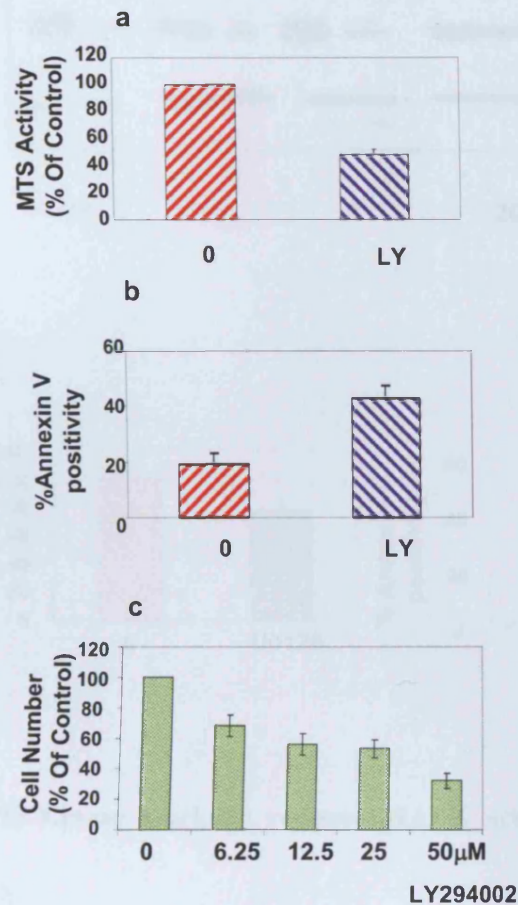 a
MTS Activity
(% Of Control)
120
100
80
60
40
20
0
0 LY
b
%Annexin V
positivity
60
40
20
0
0 LY
c
Cell Number
(% Of Control)
120
100
80
60
40
20
0
0 6.25 12.5 25 50µM
LY294002